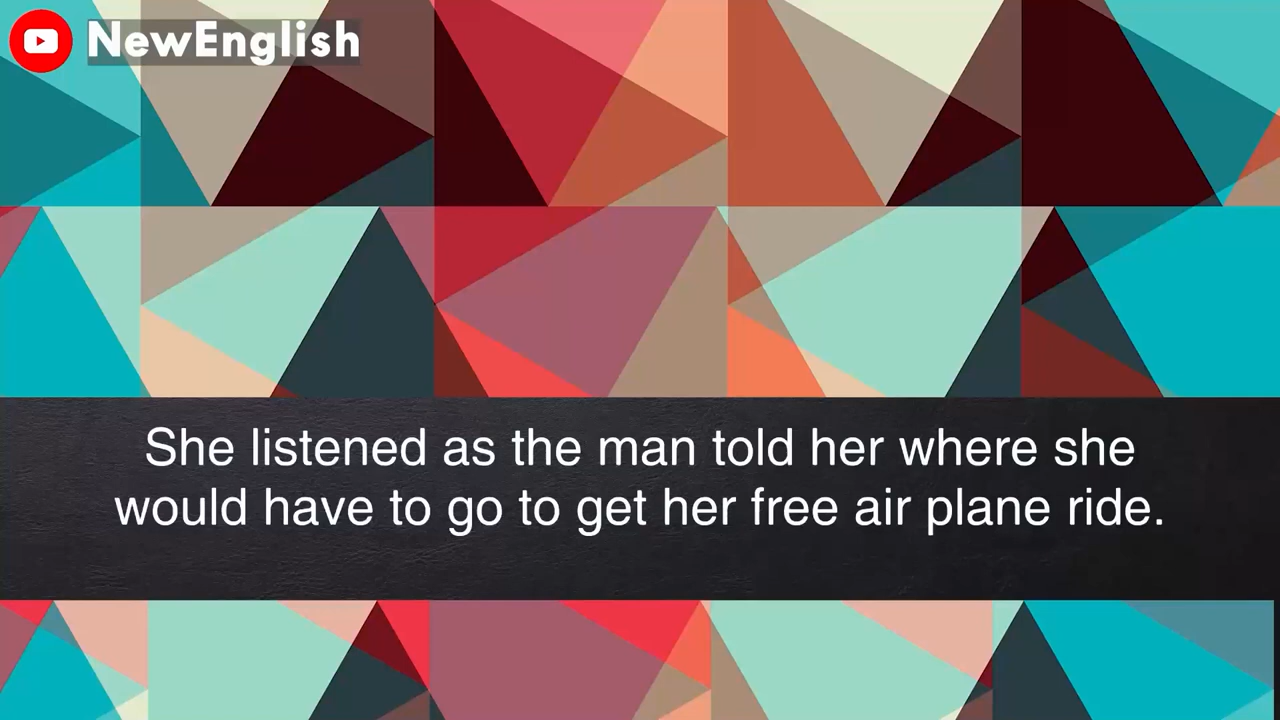 NewEnglish
She listened as the man told her where she
would have to go to get her free air plane ride.